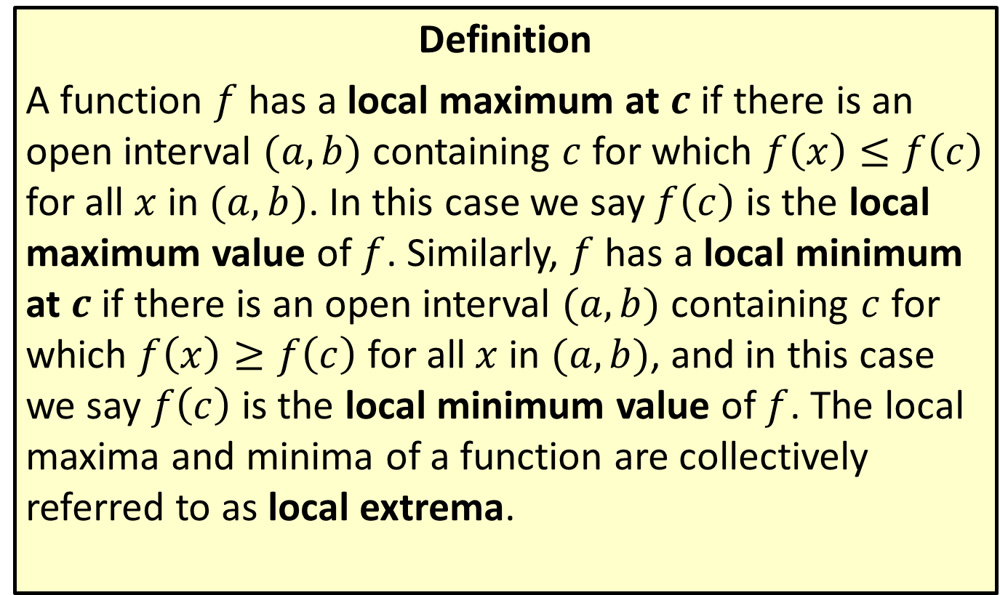 Definition
A function f has a local maximum at c if there is an
open interval (a, b) containing c for which f(x) ≤ f(c)
for all x in (a, b). In this case we say f(c) is the local
maximum value of f. Similarly, f has a local minimum
at c if there is an open interval (a, b) containing c for
which f(x) ≥ f(c) for all x in (a, b), and in this case
we say f(c) is the local minimum value of f. The local
maxima and minima of a function are collectively
referred to as local extrema.